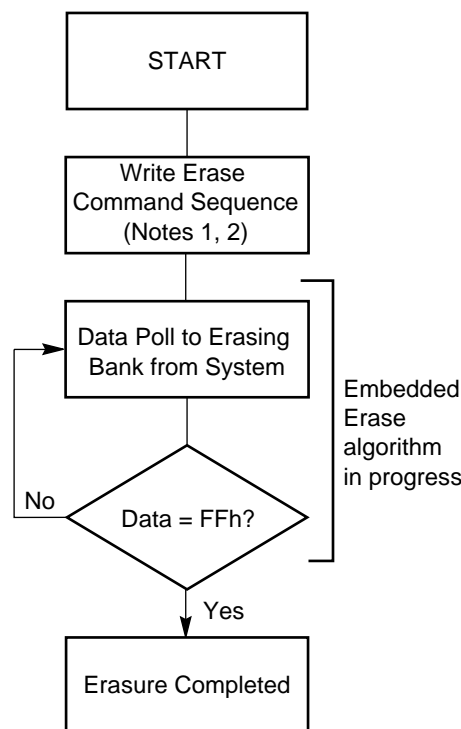 START
Write Erase
Command Sequence
(Notes 1, 2)
Data Poll to Erasing
Bank from System
Embedded
Erase
algorithm
in progress
No
Data = FFh?
Yes
Erasure Completed